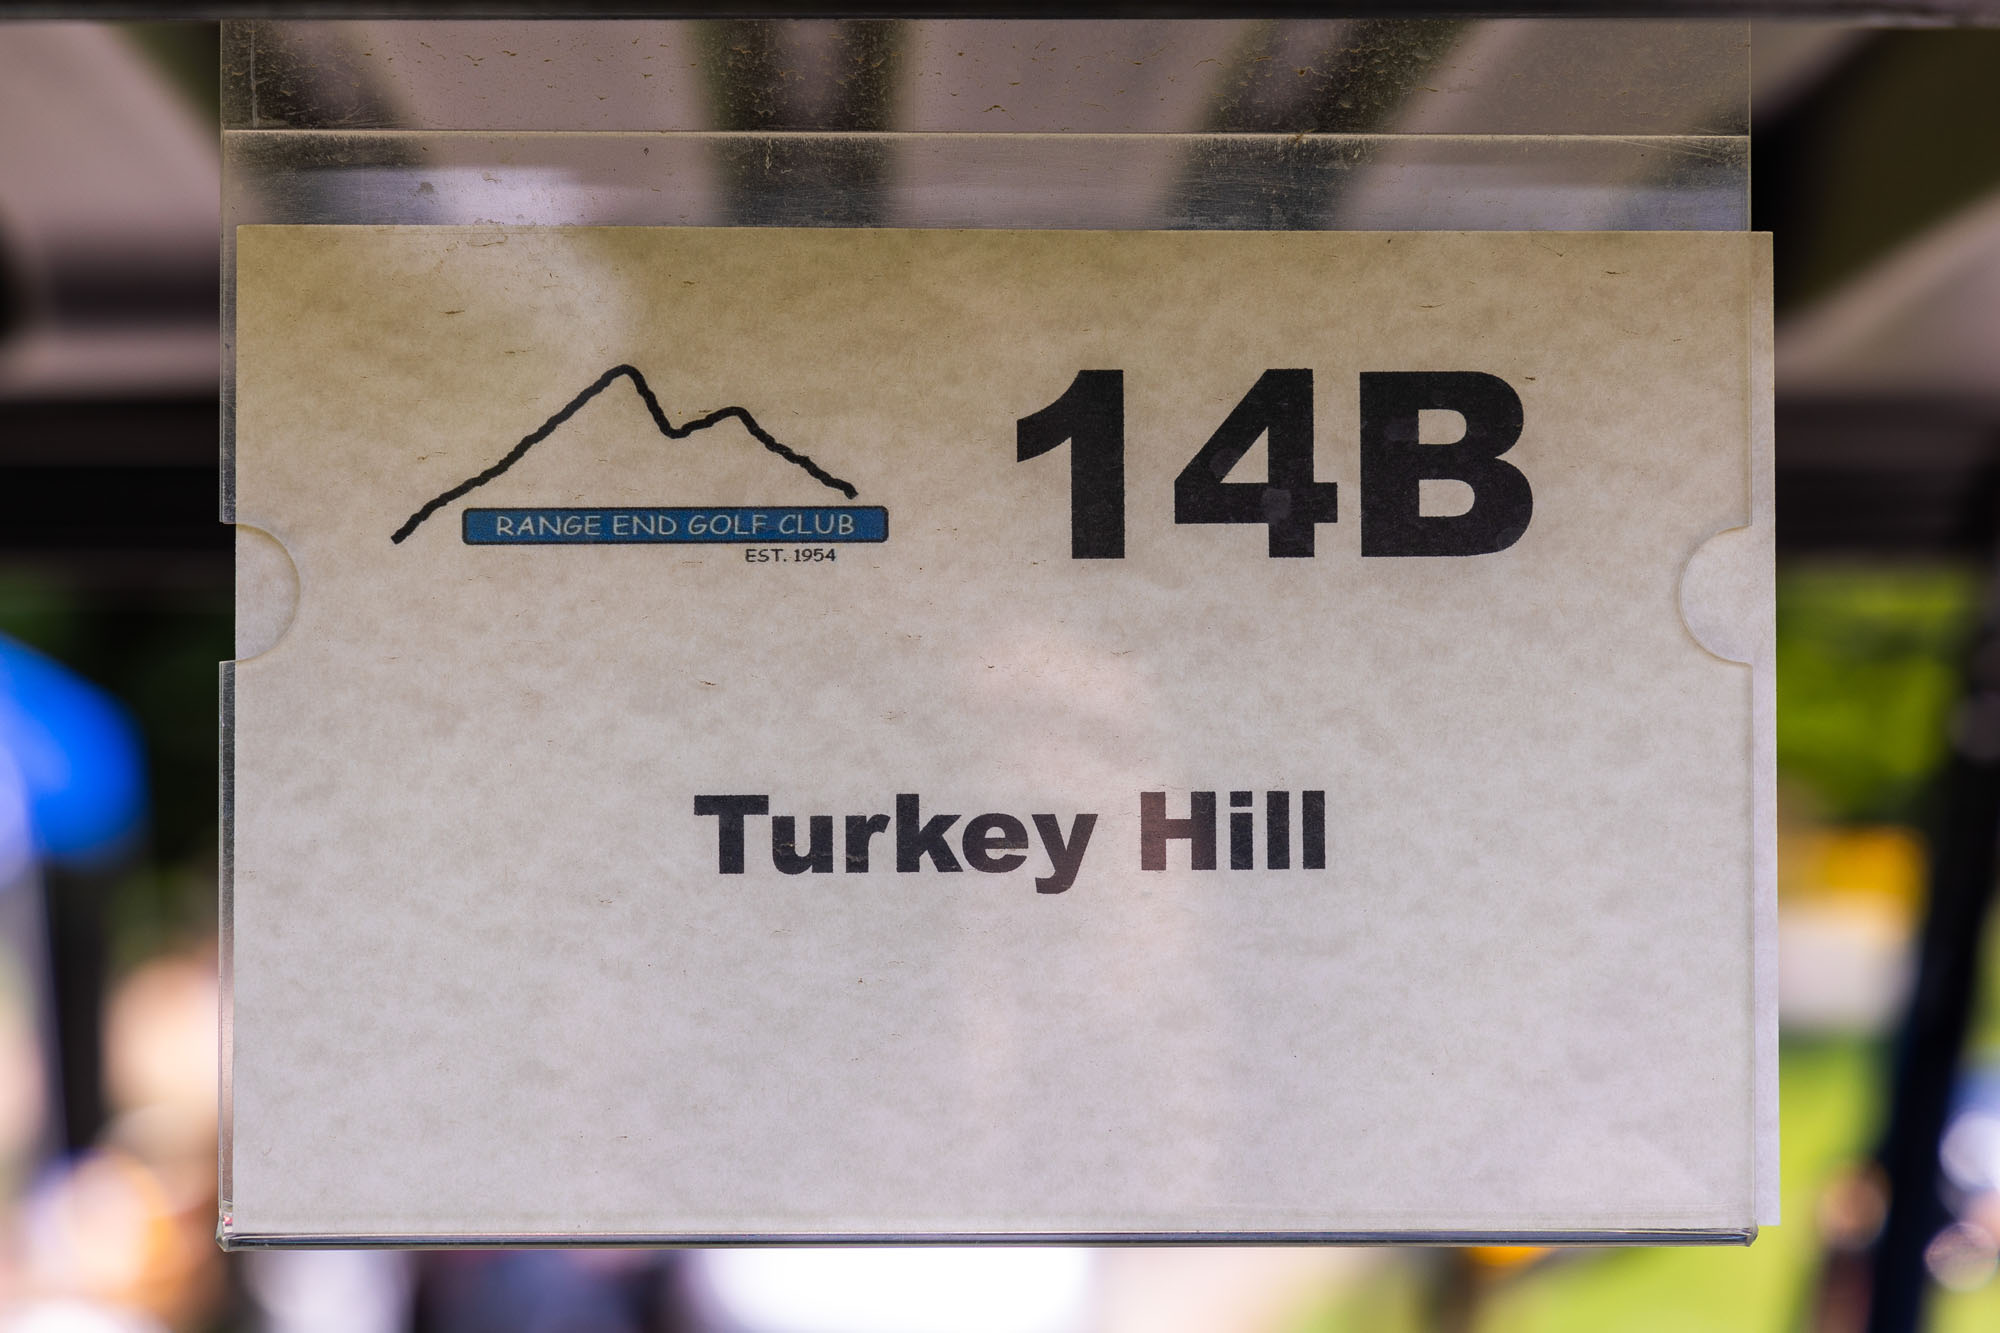 14B
RANGE END GOLF CLUB
EST. 1954
Turkey Hill